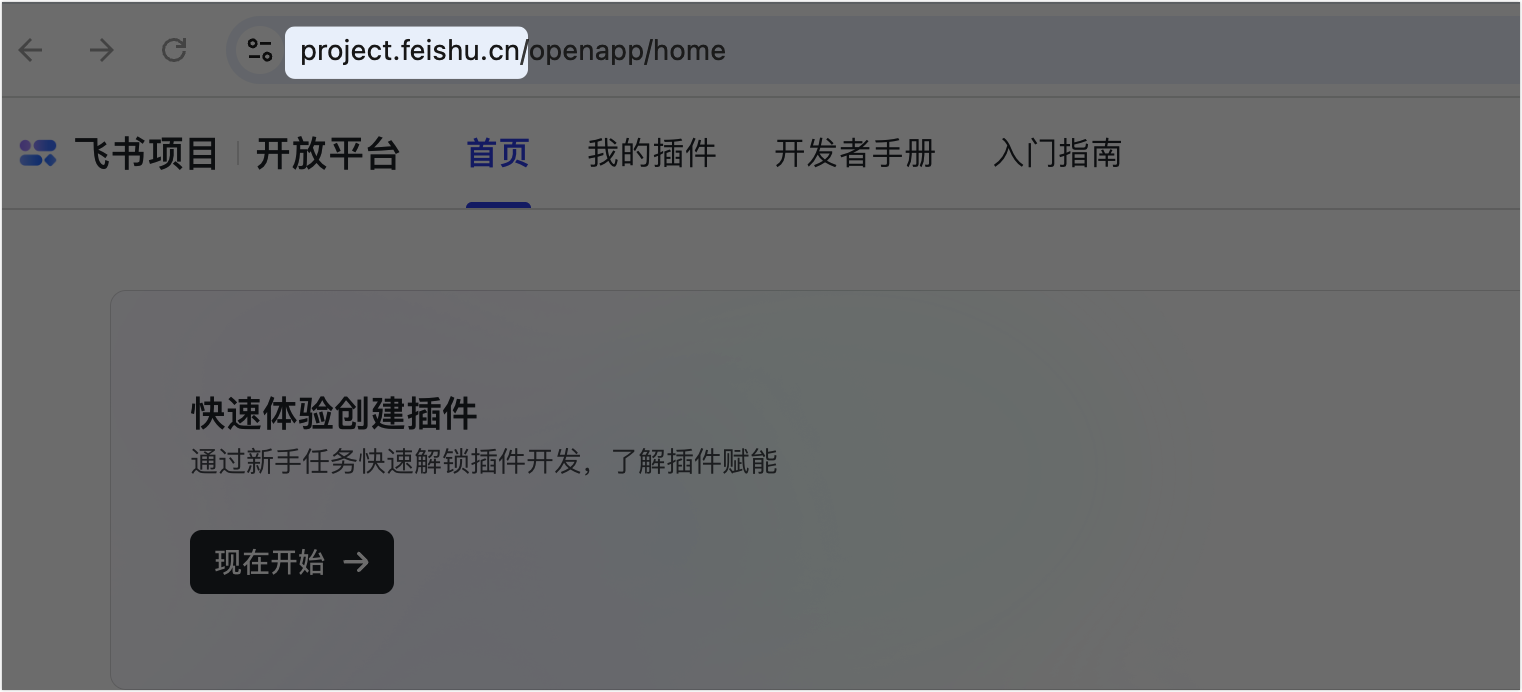 project.feishu.cn/openapp/home
飞书项目 | 开放平台 首页 我的插件 开发者手册 入门指南
快速体验创建插件
通过新手任务快速解锁插件开发，了解插件赋能
现在开始 →